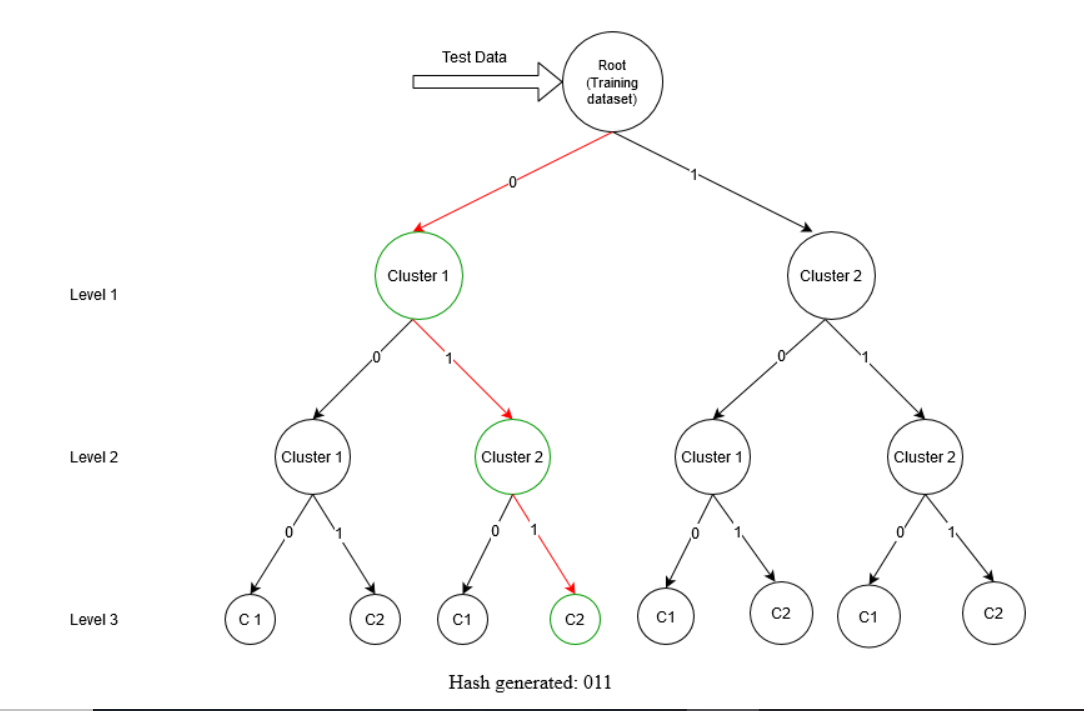 Test Data
Root
(Training
dataset)
0
1
Level 1
Cluster 1
Cluster 2
0
1
0
1
Level 2
Cluster 1
Cluster 2
Cluster 1
Cluster 2
0
1
0
1
0
1
0
1
Level 3
C 1
C2
C1
C2
C1
C2
C1
C2
Hash generated: 011